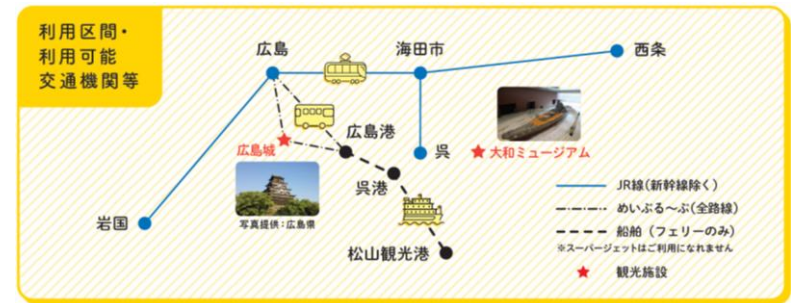 利用区間・
利用可能
交通機関等
広島
海田市
西条
広島港
広島城
呉
大和ミュージアム
呉港
岩国
写真提供：広島県
松山観光港
JR線（新幹線除く）
めいぷる～ぷ（全路線）
船舶（フェリーのみ）
※スーパージェットはご利用になれません
観光施設